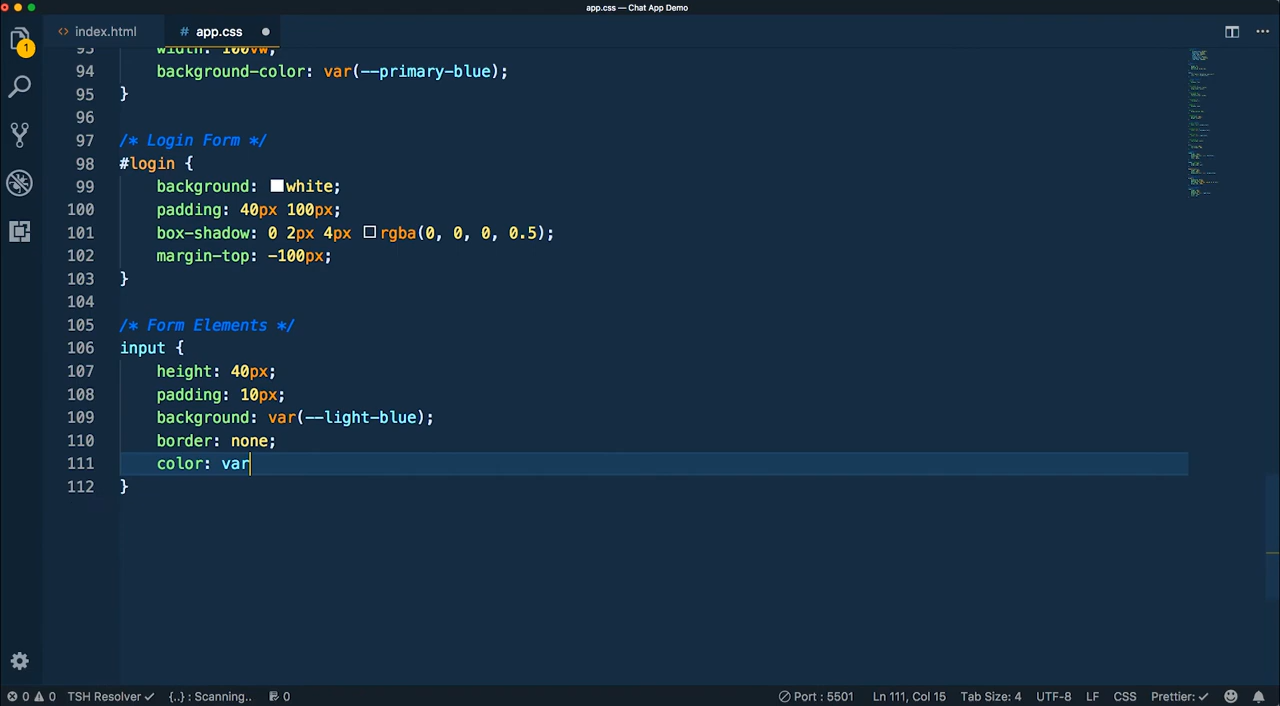 app.css — Chat App Demo
index.html
app.css
1
93 width: 100vw;
94 background-color: var(--primary-blue);
95 }
96
97 /* Login Form */
98 #login {
99 background: white;
100 padding: 40px 100px;
101 box-shadow: 0 2px 4px rgba(0, 0, 0, 0.5);
102 margin-top: -100px;
103 }
104
105 /* Form Elements */
106 input {
107 height: 40px;
108 padding: 10px;
109 background: var(--light-blue);
110 border: none;
111 color: var
112 }
0 0 TSH Resolver {..} : Scanning.. 0 Port : 5501 Ln 111, Col 15 Tab Size: 4 UTF-8 LF CSS Prettier: